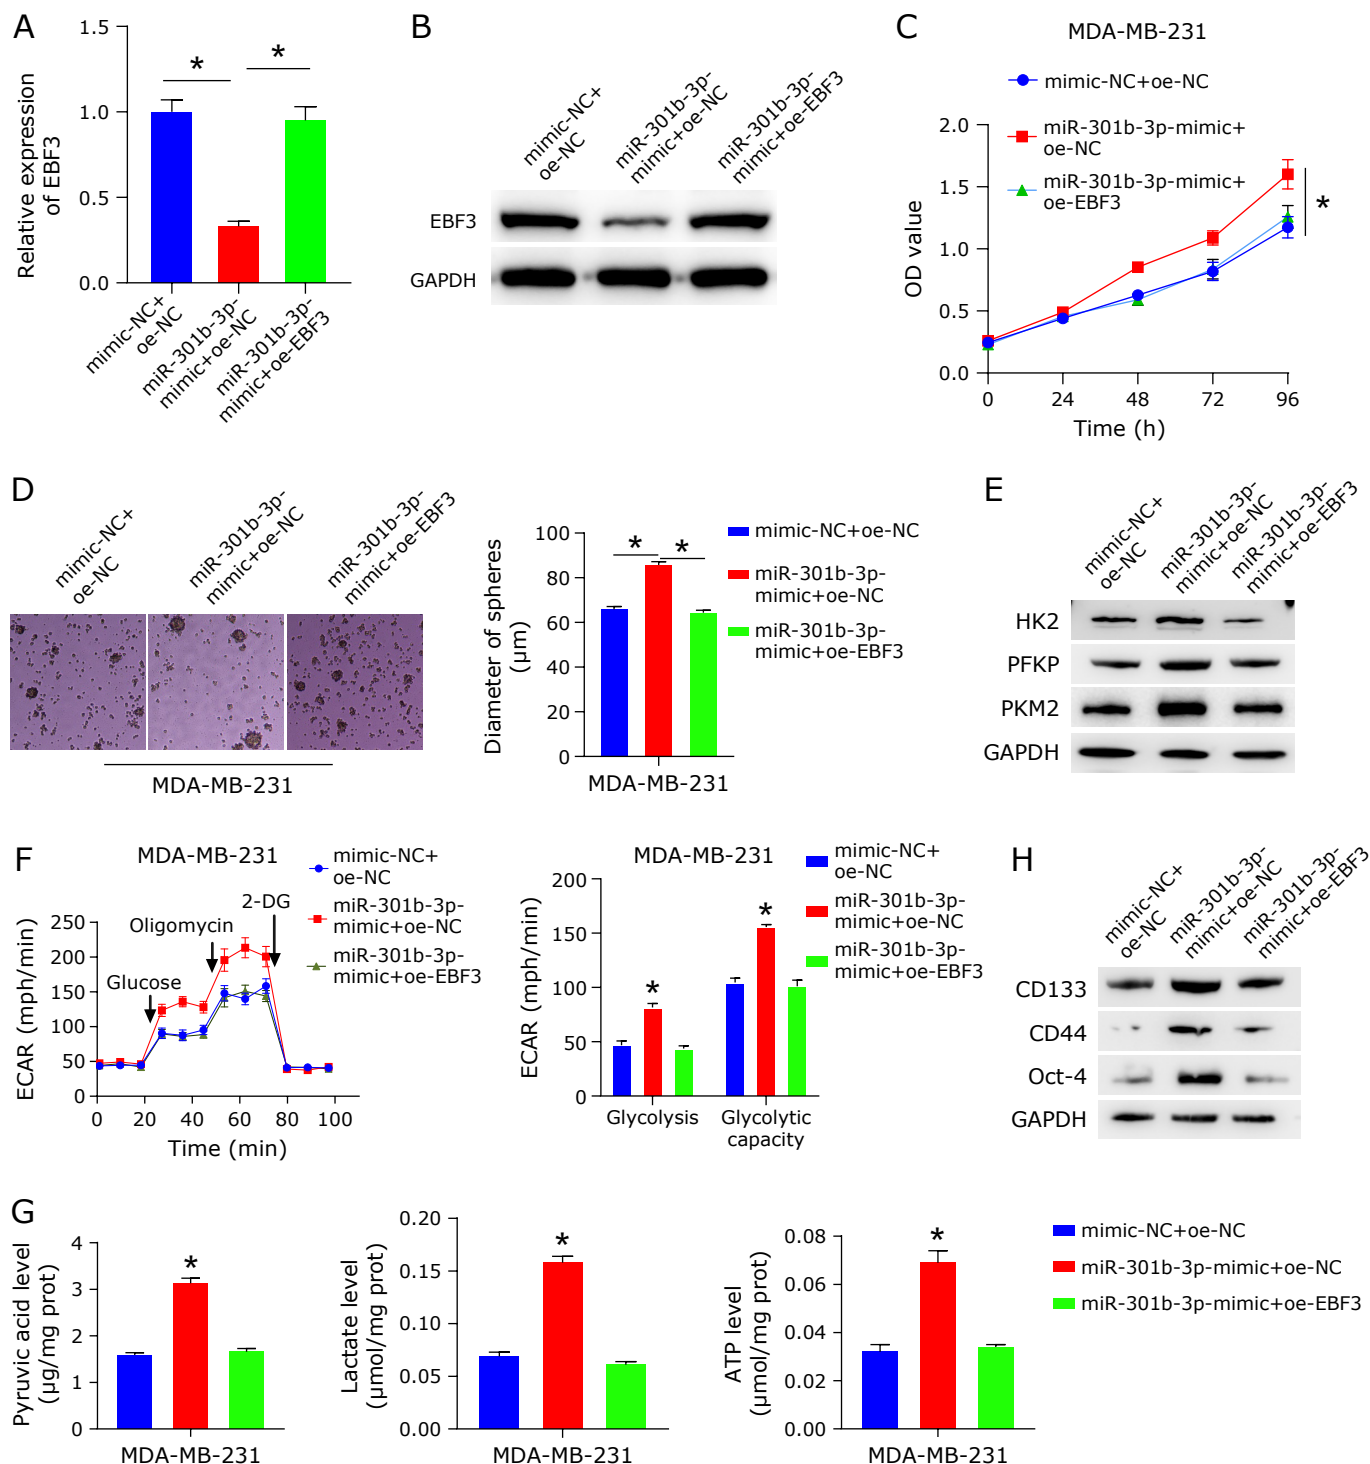 A
Relative expression
of EBF3
1.5
1.0
0.5
0.0
*
*
mimic-NC+
oe-NC
miR-301b-3p-
mimic+oe-NC
miR-301b-3p-
mimic+oe-EBF3
B
mimic-NC+
oe-NC
miR-301b-3p-
mimic+oe-NC
miR-301b-3p-
mimic+oe-EBF3
EBF3
GAPDH
C
MDA-MB-231
mimic-NC+oe-NC
miR-301b-3p-mimic+
oe-NC
miR-301b-3p-mimic+
oe-EBF3
OD value
2.0
1.5
1.0
0.5
0.0
*
0 24 48 72 96
Time (h)
D
mimic-NC+
oe-NC
miR-301b-3p-
mimic+oe-NC
miR-301b-3p-
mimic+oe-EBF3
MDA-MB-231
Diameter of spheres
(μm)
100
80
60
40
20
0
*
*
MDA-MB-231
mimic-NC+oe-NC
miR-301b-3p-
mimic+oe-NC
miR-301b-3p-
mimic+oe-EBF3
E
mimic-NC+
oe-NC
miR-301b-3p-
mimic+oe-NC
miR-301b-3p-
mimic+oe-EBF3
HK2
PFKP
PKM2
GAPDH
F
MDA-MB-231
mimic-NC+
oe-NC
miR-301b-3p-
mimic+oe-NC
miR-301b-3p-
mimic+oe-EBF3
ECAR (mph/min)
250
200
150
100
50
0
Glucose
Oligomycin
2-DG
0 20 40 60 80 100
Time (min)
MDA-MB-231
mimic-NC+
oe-NC
miR-301b-3p-
mimic+oe-NC
miR-301b-3p-
mimic+oe-EBF3
ECAR (mph/min)
200
150
100
50
0
*
*
Glycolysis
Glycolytic
capacity
H
mimic-NC+
oe-NC
miR-301b-3p-
mimic+oe-NC
miR-301b-3p-
mimic+oe-EBF3
CD133
CD44
Oct-4
GAPDH
G
Pyruvic acid level
(μg/mg prot)
4
3
2
1
0
*
MDA-MB-231
Lactate level
(μmol/mg prot)
0.20
0.15
0.10
0.05
0.00
*
MDA-MB-231
ATP level
(μmol/mg prot)
0.08
0.06
0.04
0.02
0.00
*
MDA-MB-231
mimic-NC+oe-NC
miR-301b-3p-mimic+oe-NC
miR-301b-3p-mimic+oe-EBF3